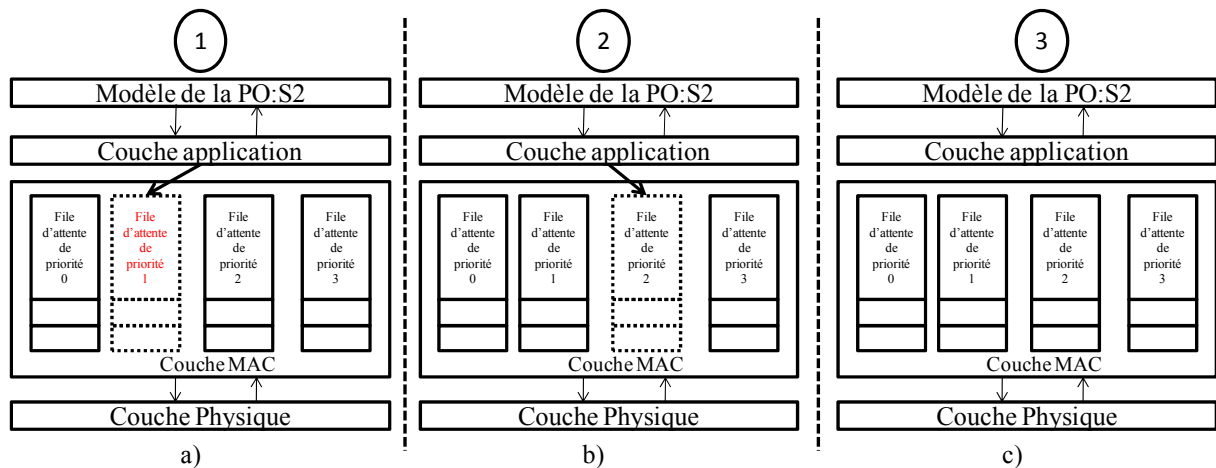 1
Modèle de la PO:S2
Couche application
File
d'attente
de
priorité
0
File
d'attente
de
priorité
1
File
d'attente
de
priorité
2
File
d'attente
de
priorité
3
Couche MAC
Couche Physique
a)
2
Modèle de la PO:S2
Couche application
File
d'attente
de
priorité
0
File
d'attente
de
priorité
1
File
d'attente
de
priorité
2
File
d'attente
de
priorité
3
Couche MAC
Couche Physique
b)
3
Modèle de la PO:S2
Couche application
File
d'attente
de
priorité
0
File
d'attente
de
priorité
1
File
d'attente
de
priorité
2
File
d'attente
de
priorité
3
Couche MAC
Couche Physique
c)